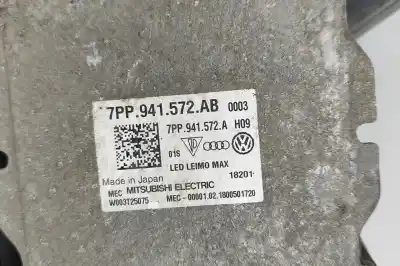 7PP.941.572.AB 0003
7PP.941.572.A H09
01S
LED LEIMO MAX
Made in Japan 18201
MEC MITSUBISHI ELECTRIC
W003T25075 MEC-00001.02.1800501720